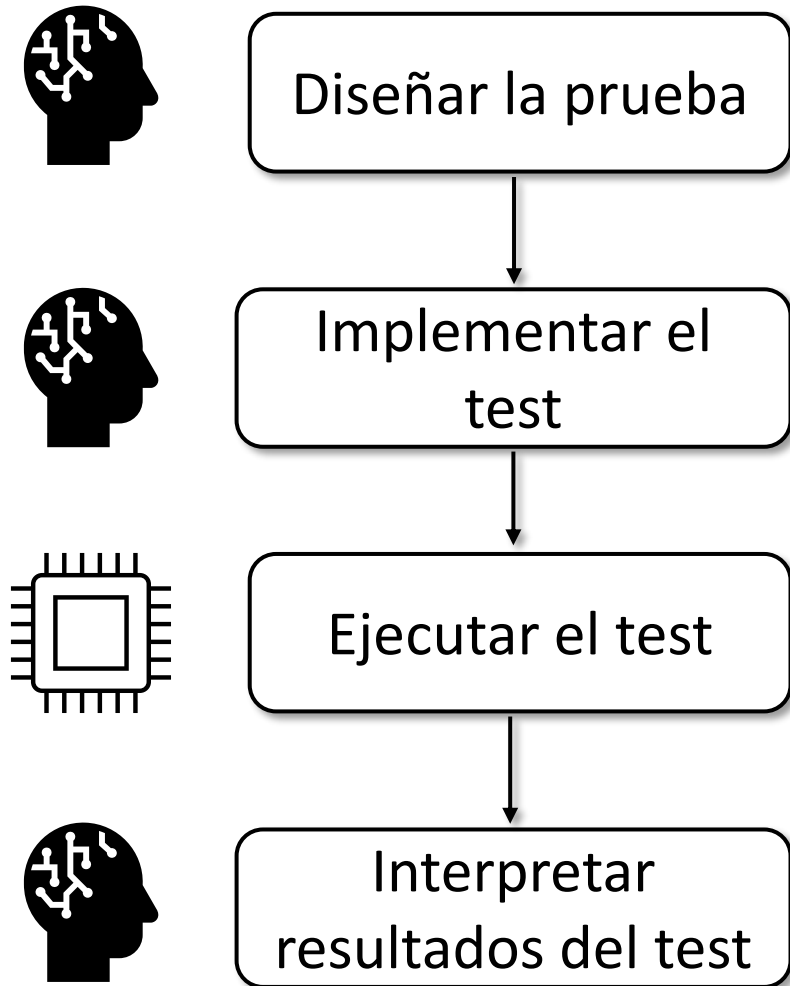 Diseñar la prueba
Implementar el
test
Ejecutar el test
Interpretar
resultados del test